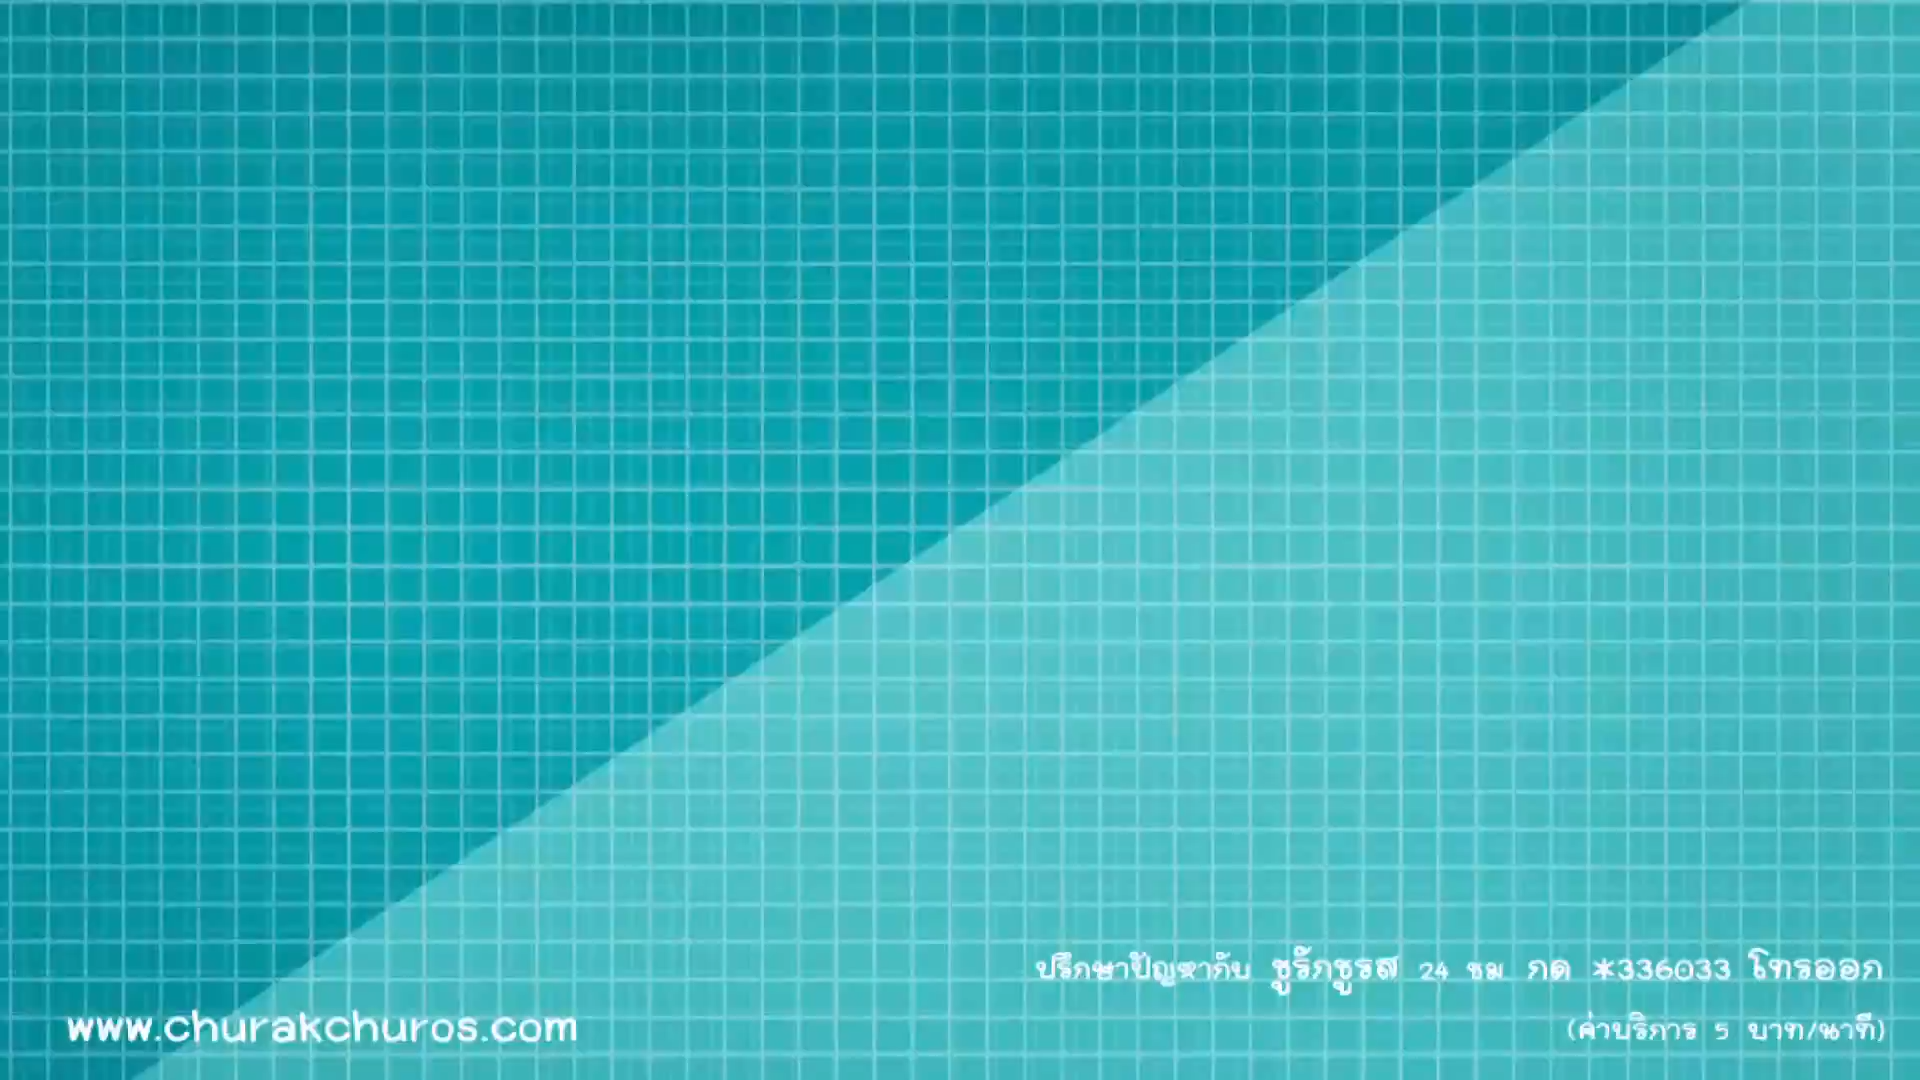 ปรึกษาปัญหากับ ชูรักชูรส 24 ชม กด *336033 โทรออก
www.churakchuros.com
(ค่าบริการ 5 บาท/นาที)